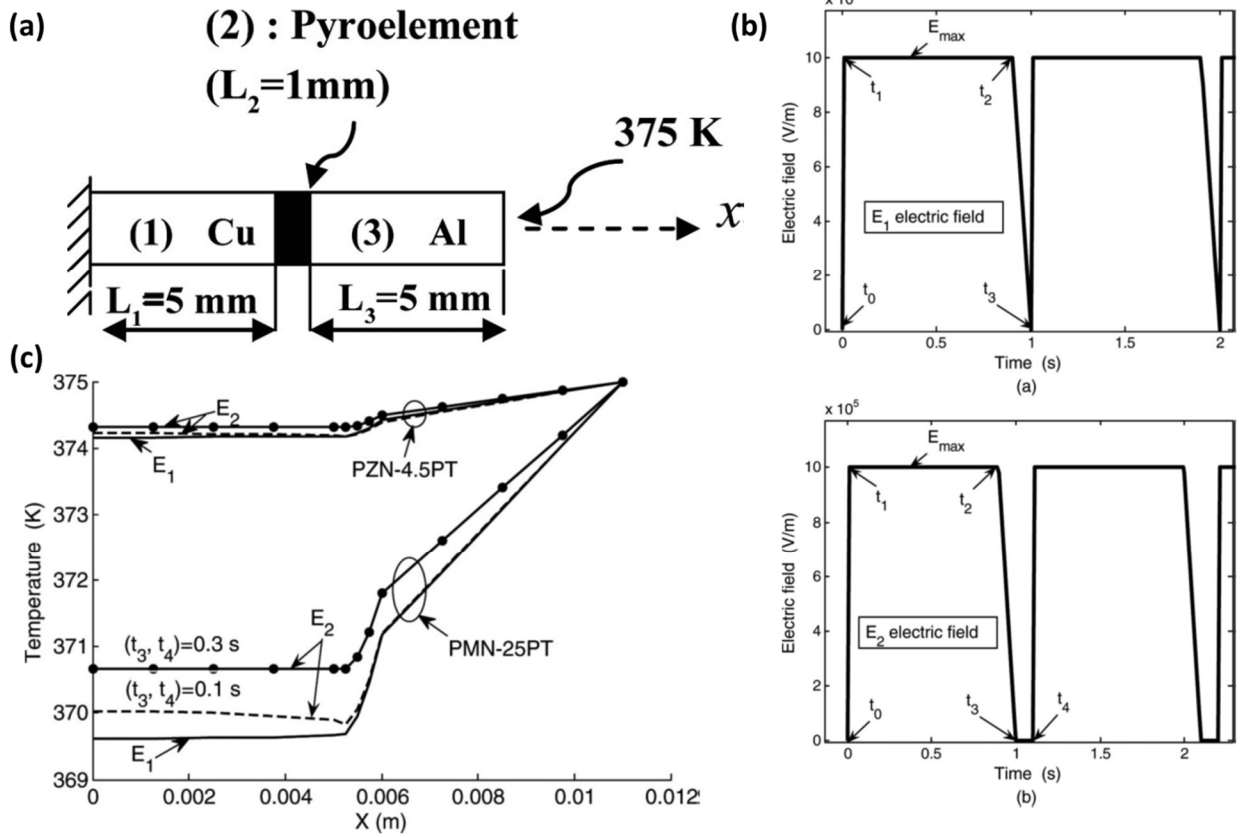 (a)
(2) : Pyroelement
(L₂=1mm)
375 K
(1) Cu
(3) Al
x
L₁=5 mm
L₃=5 mm
(b)
Eₘₐₓ
t₁
t₂
E₁ electric field
t₀
t₃
Electric field (V/m)
10
8
6
4
2
0
0 0.5 1 1.5 2
Time (s)
(a)
x 10⁵
Eₘₐₓ
t₁
t₂
E₂ electric field
t₀
t₃
t₄
Electric field (V/m)
10
8
6
4
2
0
0 0.5 1 1.5 2
Time (s)
(b)
(c)
375
374
373
372
371
370
369
Temperature (K)
E₂
E₁
PZN-4.5PT
E₂
(t₃, t₄)=0.3 s
(t₃, t₄)=0.1 s
PMN-25PT
E₁
0 0.002 0.004 0.006 0.008 0.01 0.012
X (m)